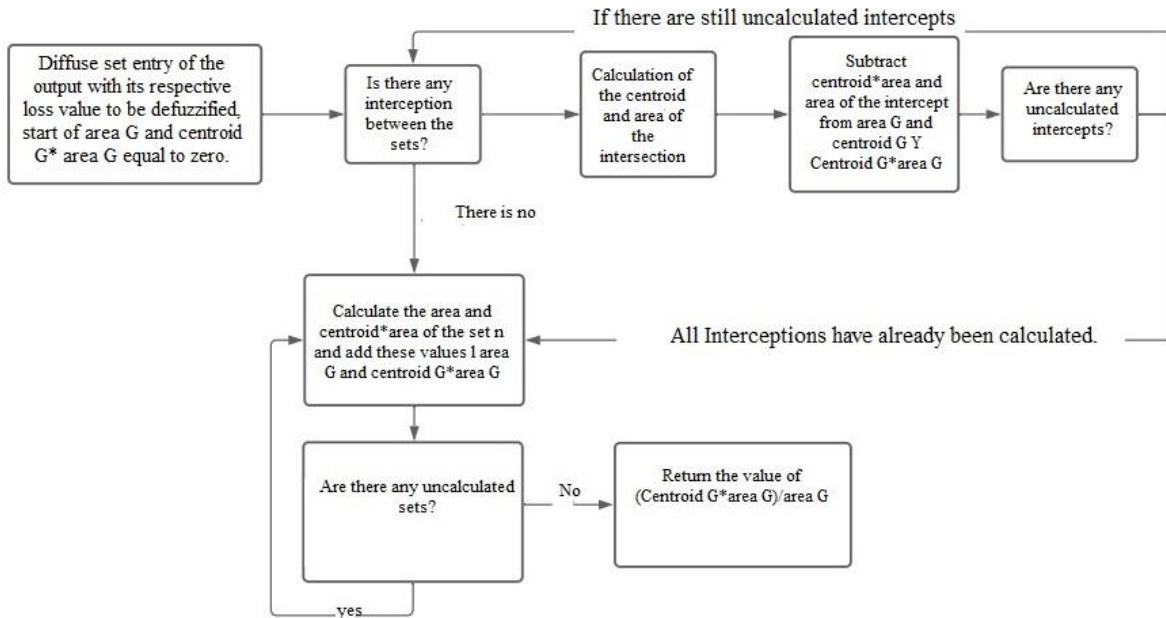 If there are still uncalculated intercepts
Diffuse set entry of the
output with its respective
loss value to be defuzzified,
start of area G and centroid
G* area G equal to zero.
Is there any
interception
between the
sets?
Calculation of
the centroid
and area of
the
intersection
Subtract
centroid*area and
area of the intercept
from area G and
centroid G Y
Centroid G*area G
Are there any
uncalculated
intercepts?
There is no
Calculate the area and
centroid*area of the set n
and add these values l area
G and centroid G*area G
All Interceptions have already been calculated.
Are there any uncalculated
sets?
No
Return the value of
(Centroid G*area G)/area G
yes